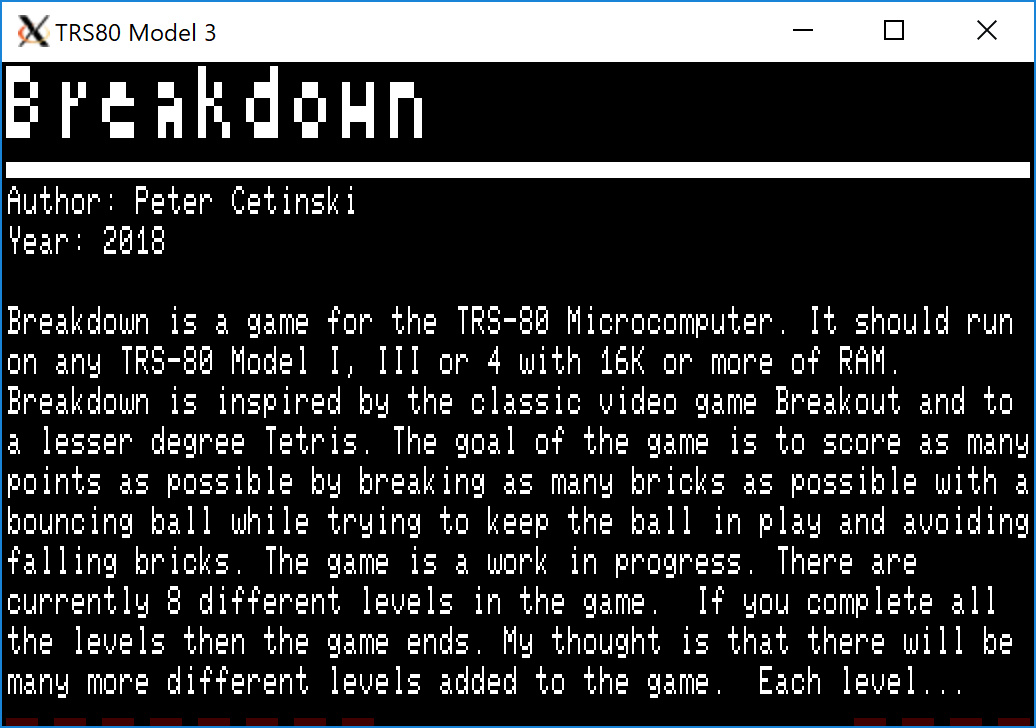 TRS80 Model 3
Breakdown
Author: Peter Cetinski
Year: 2018
Breakdown is a game for the TRS-80 Microcomputer. It should run
on any TRS-80 Model I, III or 4 with 16K or more of RAM.
Breakdown is inspired by the classic video game Breakout and to
a lesser degree Tetris. The goal of the game is to score as many
points as possible by breaking as many bricks as possible with a
bouncing ball while trying to keep the ball in play and avoiding
falling bricks. The game is a work in progress. There are
currently 8 different levels in the game.  If you complete all
the levels then the game ends. My thought is that there will be
many more different levels added to the game.  Each level...